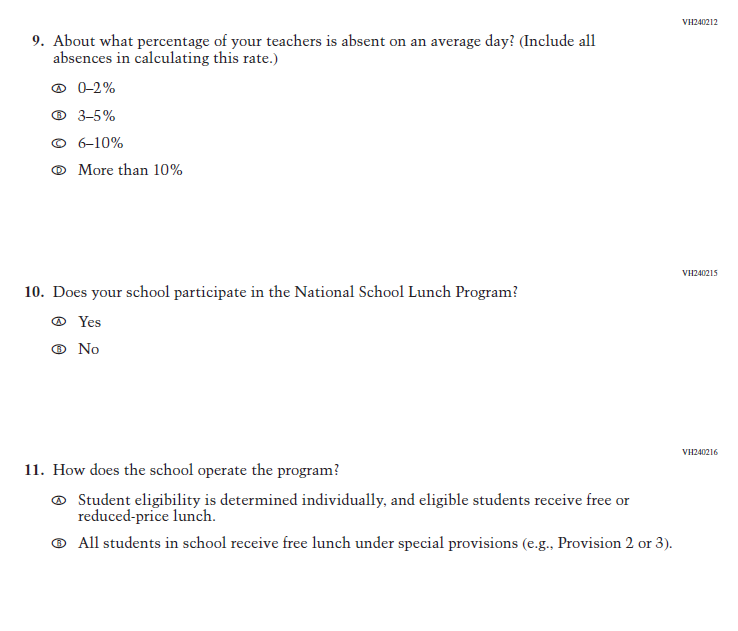 VH240212
9. About what percentage of your teachers is absent on an average day? (Include all
absences in calculating this rate.)
Ⓐ 0–2%
Ⓑ 3–5%
Ⓒ 6–10%
Ⓓ More than 10%
VH240215
10. Does your school participate in the National School Lunch Program?
Ⓐ Yes
Ⓑ No
VH240216
11. How does the school operate the program?
Ⓐ Student eligibility is determined individually, and eligible students receive free or
reduced-price lunch.
Ⓑ All students in school receive free lunch under special provisions (e.g., Provision 2 or 3).